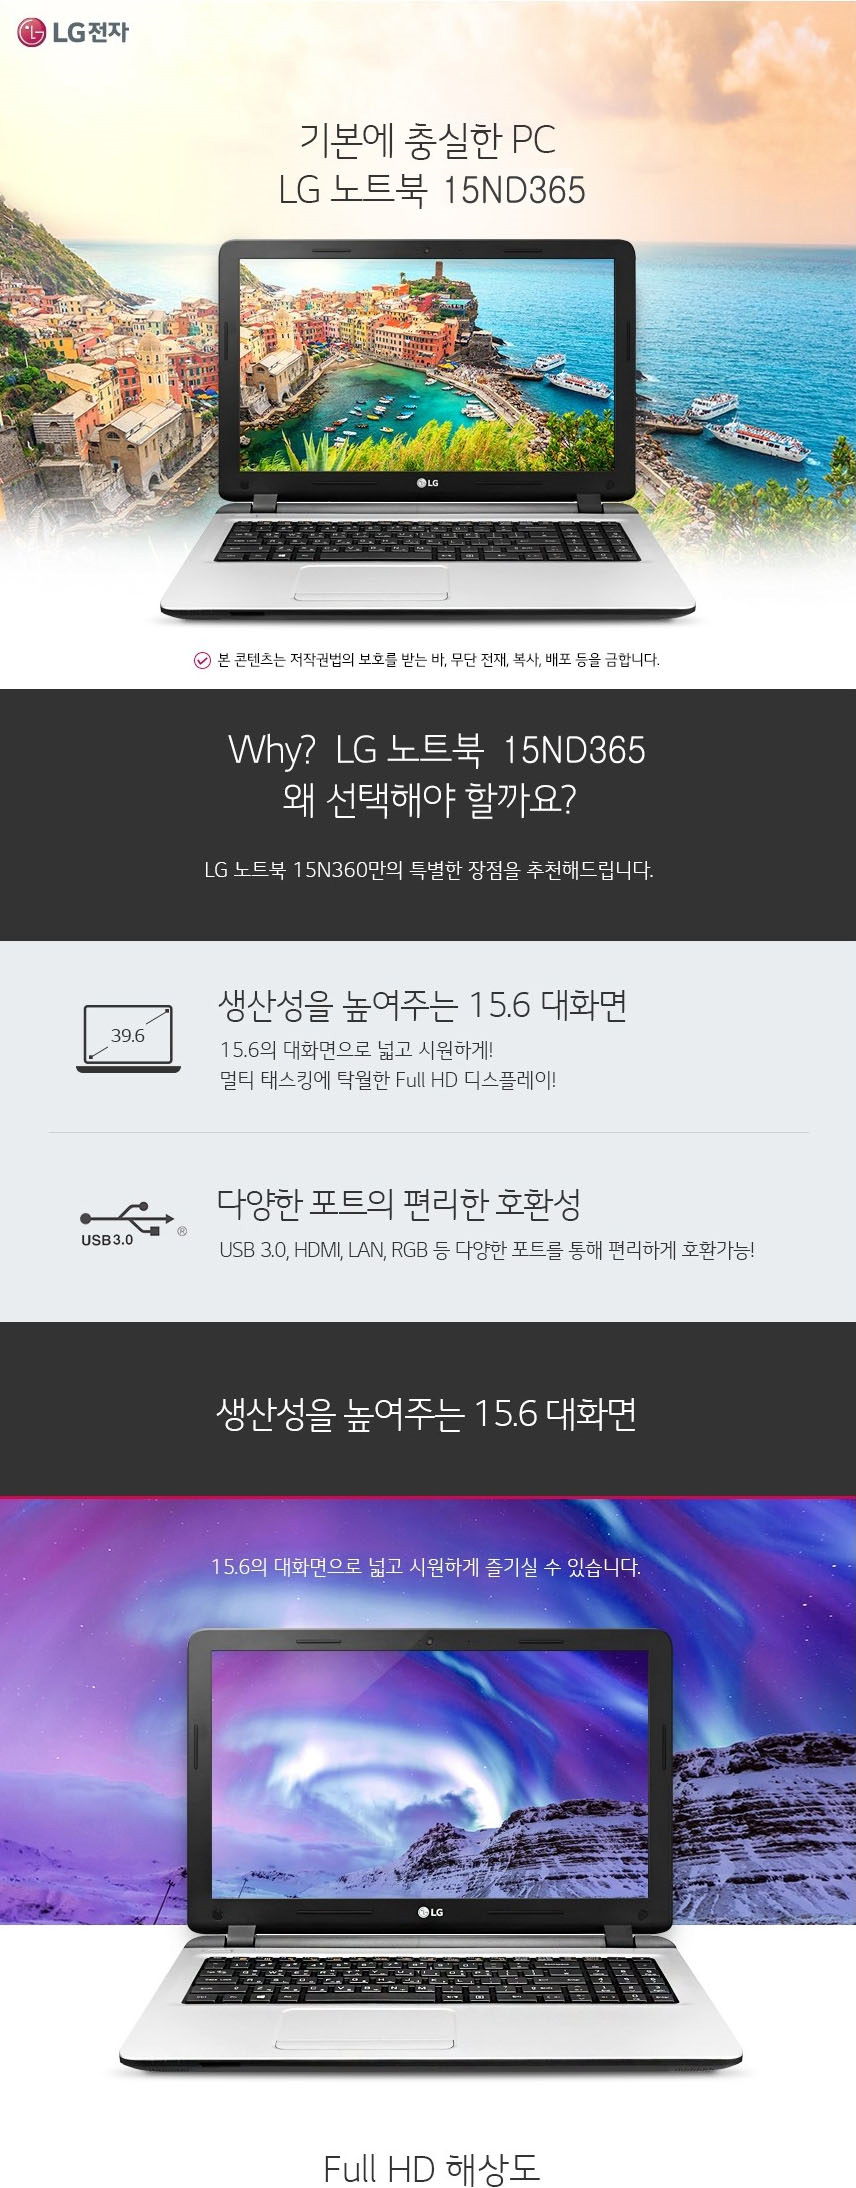 LG전자
기본에 충실한 PC
LG 노트북 15ND365
LG
본 콘텐츠는 저작권법의 보호를 받는 바, 무단 전재, 복사, 배포 등을 금합니다.
Why? LG 노트북 15ND365
왜 선택해야 할까요?
LG 노트북 15N360만의 특별한 장점을 추천해드립니다.
39.6
생산성을 높여주는 15.6 대화면
15.6의 대화면으로 넓고 시원하게!
멀티 태스킹에 탁월한 Full HD 디스플레이!
USB 3.0 ®
다양한 포트의 편리한 호환성
USB 3.0, HDMI, LAN, RGB 등 다양한 포트를 통해 편리하게 호환가능!
생산성을 높여주는 15.6 대화면
15.6의 대화면으로 넓고 시원하게 즐기실 수 있습니다.
LG
Full HD 해상도